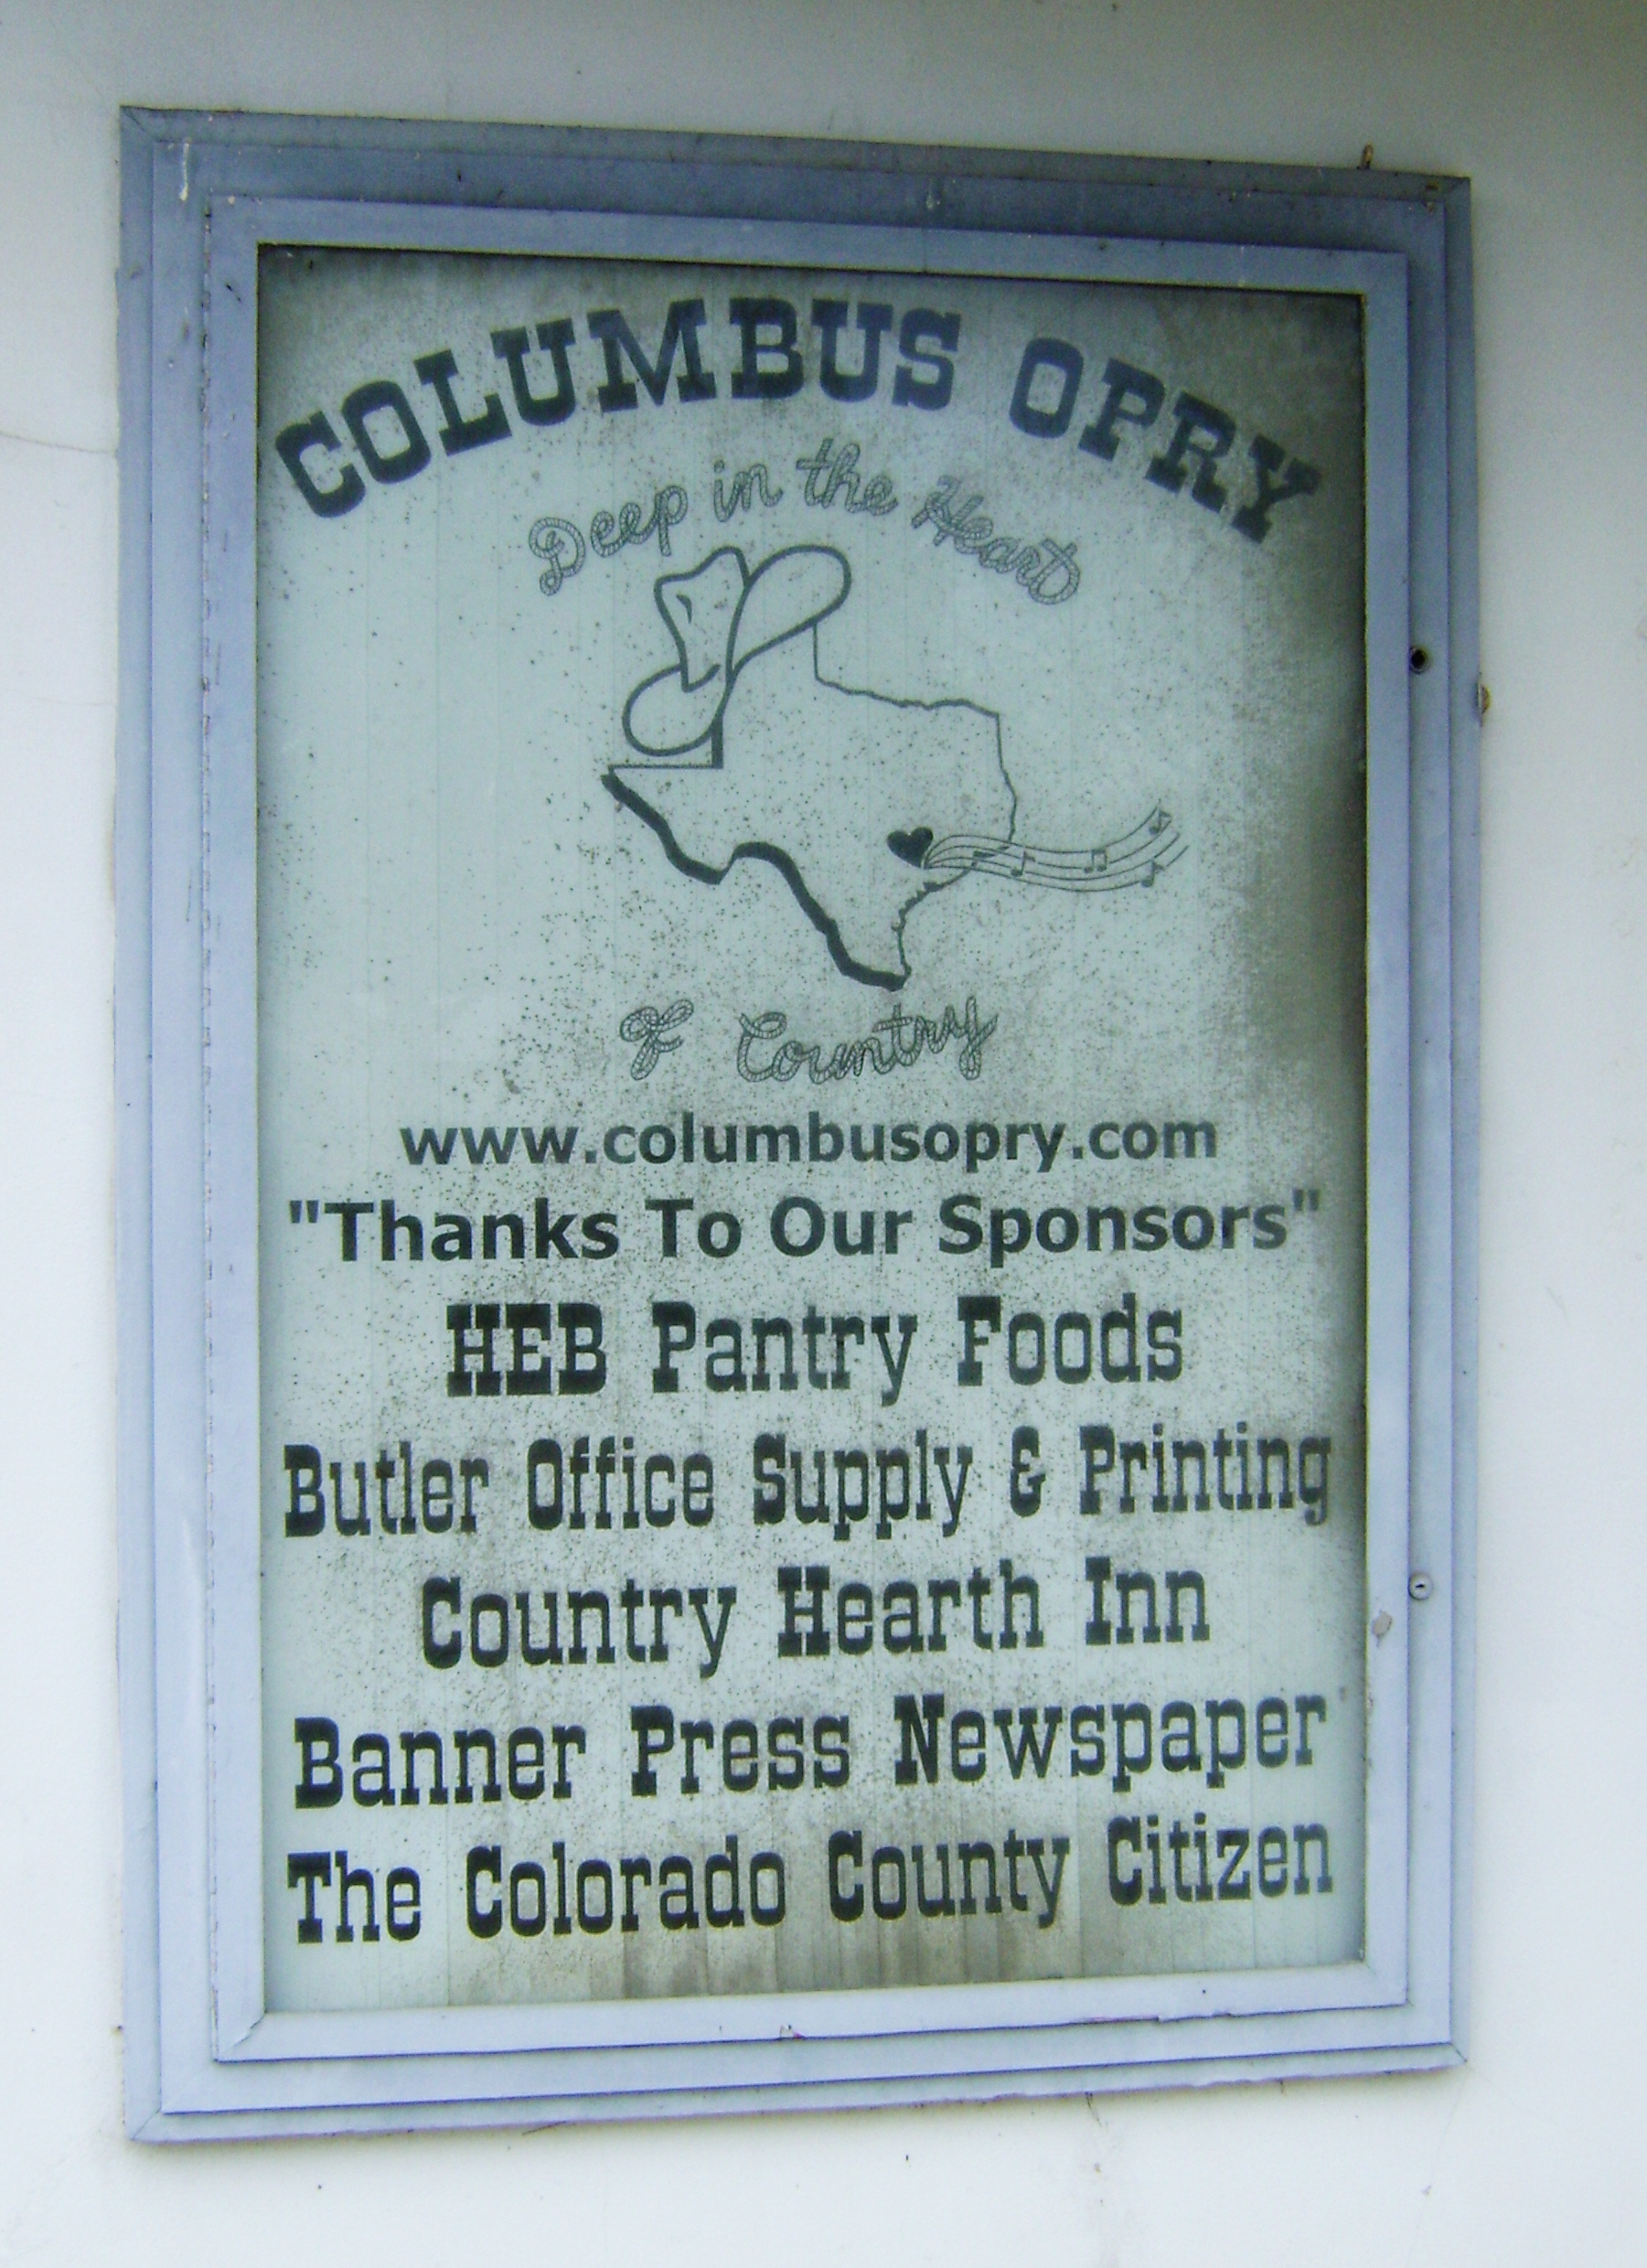 COLUMBUS OPRY
Deep in the Heart
of Country
www.columbusopry.com
"Thanks To Our Sponsors"
HEB Pantry Foods
Butler Office Supply & Printing
Country Hearth Inn
Banner Press Newspaper
The Colorado County Citizen